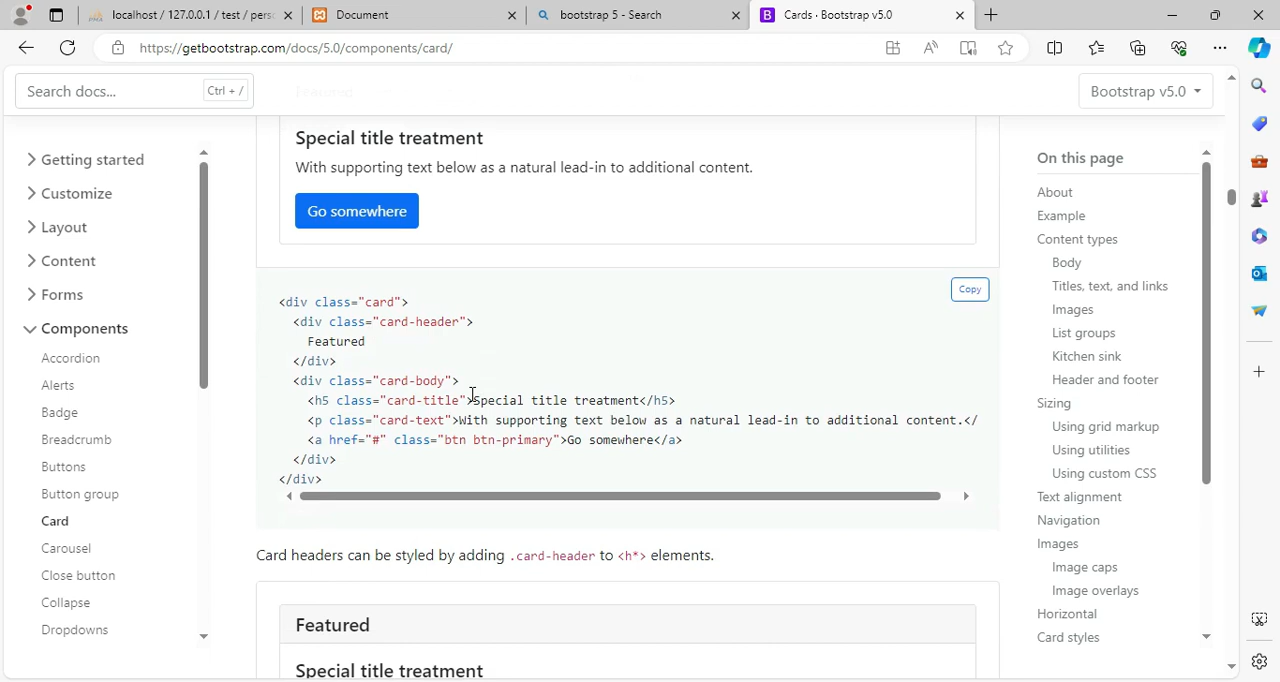 localhost / 127.0.0.1 / test / perso
Document
bootstrap 5 - Search
B Cards · Bootstrap v5.0
https://getbootstrap.com/docs/5.0/components/card/
Search docs...
Ctrl + /
Featured
Bootstrap v5.0
Getting started
Customize
Layout
Content
Forms
Components
Accordion
Alerts
Badge
Breadcrumb
Buttons
Button group
Card
Carousel
Close button
Collapse
Dropdowns
Special title treatment
With supporting text below as a natural lead-in to additional content.
Go somewhere
Copy
<div class="card">
<div class="card-header">
Featured
</div>
<div class="card-body">
<h5 class="card-title">Special title treatment</h5>
<p class="card-text">With supporting text below as a natural lead-in to additional content.</
<a href="#" class="btn btn-primary">Go somewhere</a>
</div>
</div>
Card headers can be styled by adding .card-header to <h*> elements.
Featured
Special title treatment
On this page
About
Example
Content types
Body
Titles, text, and links
Images
List groups
Kitchen sink
Header and footer
Sizing
Using grid markup
Using utilities
Using custom CSS
Text alignment
Navigation
Images
Image caps
Image overlays
Horizontal
Card styles